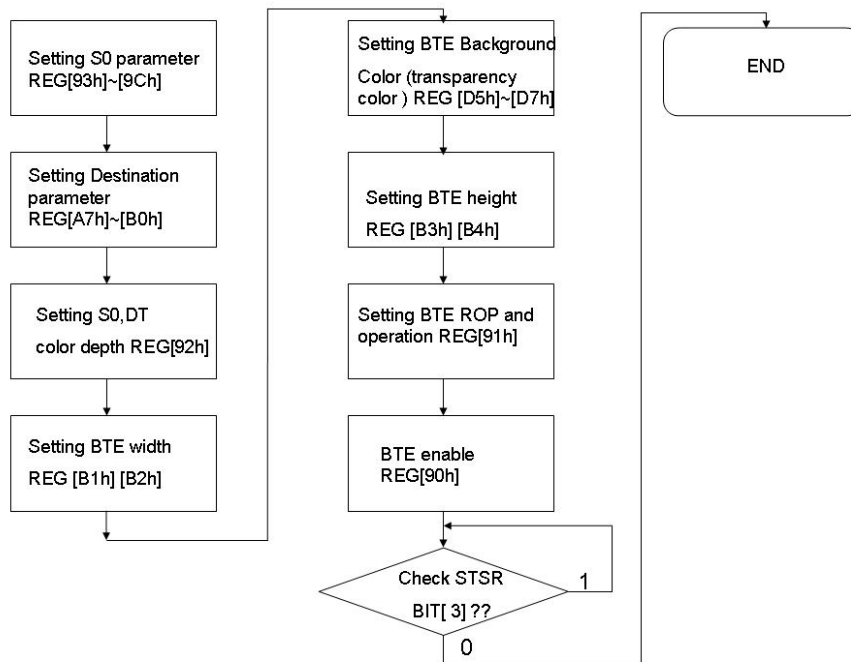 Setting S0 parameter
REG[93h]~[9Ch]
Setting Destination
parameter
REG[A7h]~[B0h]
Setting S0,DT
color depth REG[92h]
Setting BTE width
REG [B1h] [B2h]
Setting BTE Background
Color (transparency
color ) REG [D5h]~[D7h]
Setting BTE height
REG [B3h] [B4h]
Setting BTE ROP and
operation REG[91h]
BTE enable
REG[90h]
Check STSR
BIT[ 3] ??
1
0
END